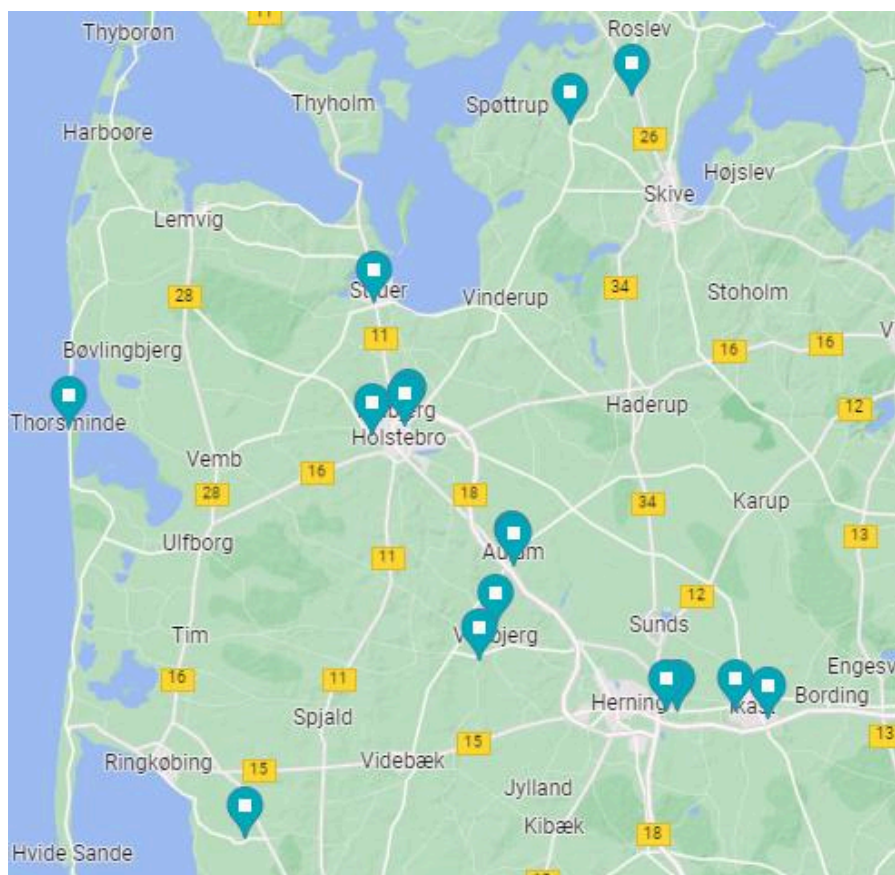 11
Thyborøn
Roslev
Thyholm
Spøttrup
Harboøre
26
Højslev
Skive
Lemvig
28
34
Stoholm
Vinderup
11
16
16
Bøvlingbjerg
Haderup
12
Thorsminde
Holstebro
Vemb
16
28
18
34
Karup
13
Ulfborg
11
12
Sunds
Tim
16
11
Engesv
Herning
Bording
Spjald
13
15
Ringkøbing
15
Videbæk
Jylland
Kibæk
18
Hvide Sande